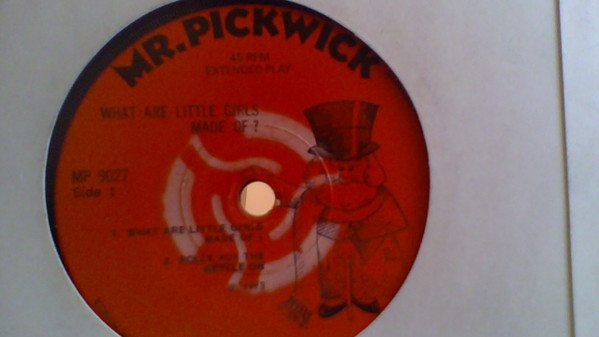 MR. PICKWICK
45 RPM
EXTENDED PLAY
WHAT ARE LITTLE GIRLS
MADE OF?
MP 9027
Side 1
1. WHAT ARE LITTLE GIRLS
MADE OF?
2. POLLY PUT THE
KETTLE ON